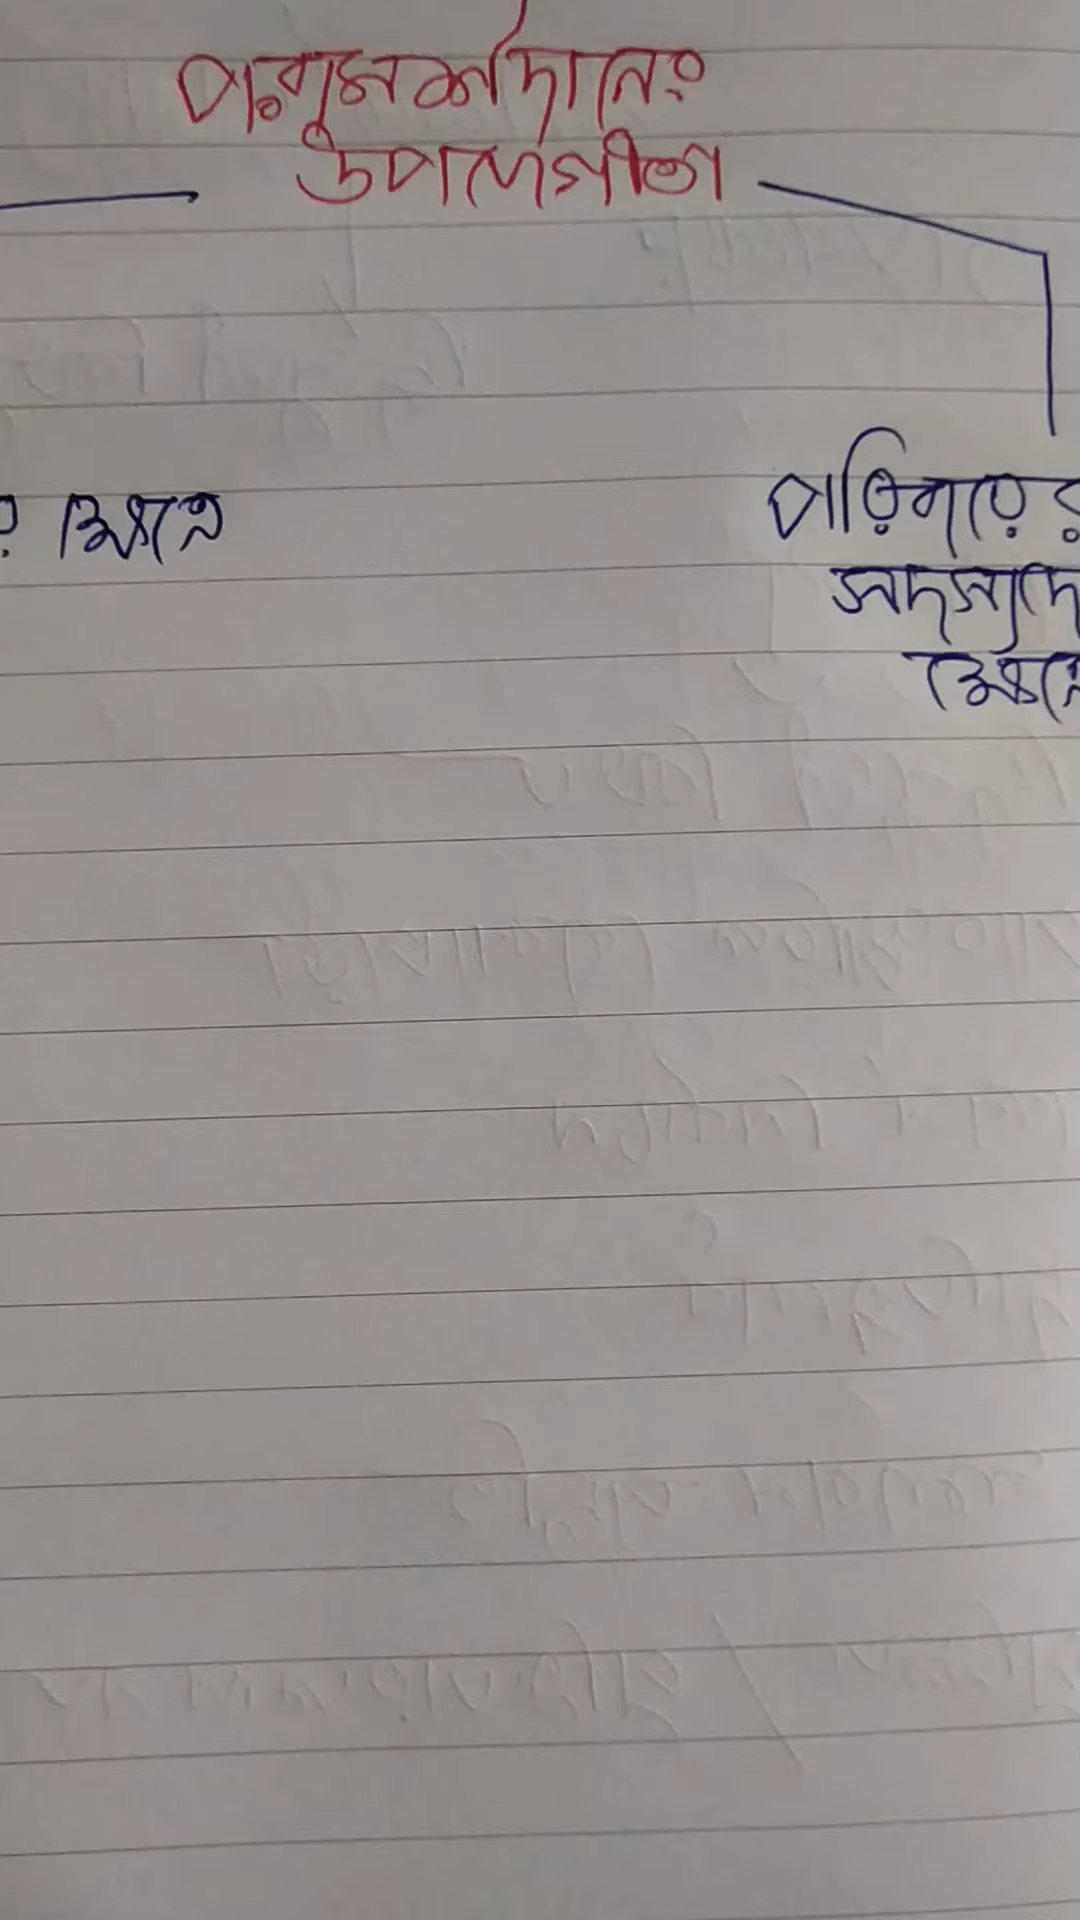 পরামর্শদানের
উপযোগীতা
র ক্ষেত্রে
পরিবারের
সদস্যদে
ক্ষেত্রে